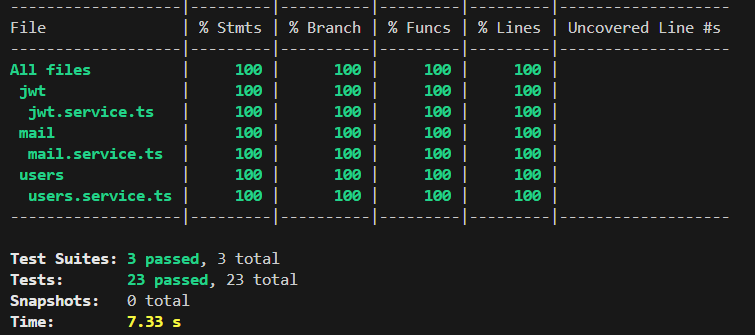 -------------------|---------|----------|---------|---------|-------------------
File               | % Stmts | % Branch | % Funcs | % Lines | Uncovered Line #s
-------------------|---------|----------|---------|---------|-------------------
All files          |     100 |      100 |     100 |     100 |
 jwt               |     100 |      100 |     100 |     100 |
  jwt.service.ts   |     100 |      100 |     100 |     100 |
 mail              |     100 |      100 |     100 |     100 |
  mail.service.ts  |     100 |      100 |     100 |     100 |
 users             |     100 |      100 |     100 |     100 |
  users.service.ts |     100 |      100 |     100 |     100 |
-------------------|---------|----------|---------|---------|-------------------
Test Suites: 3 passed, 3 total
Tests:       23 passed, 23 total
Snapshots:   0 total
Time:        7.33 s